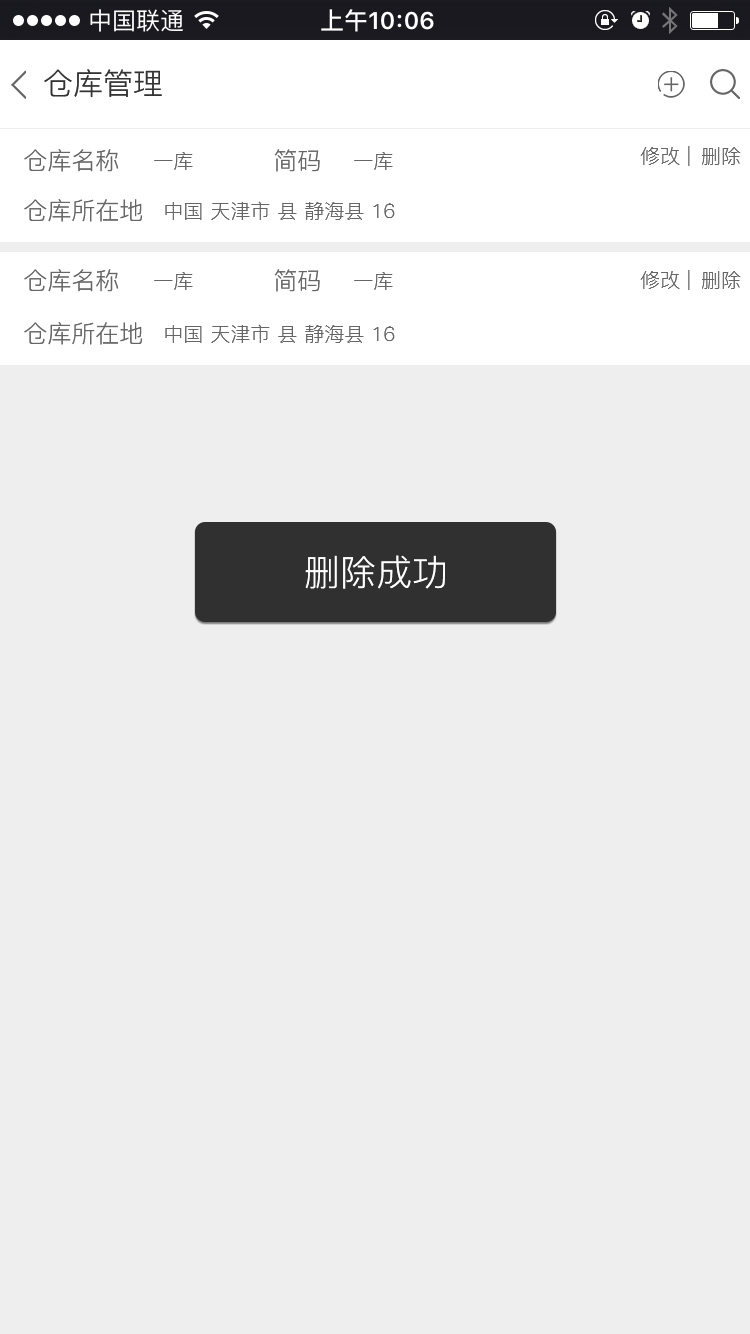 中国联通 上午10:06
仓库管理
仓库名称 一库 简码 一库 修改 | 删除
仓库所在地 中国 天津市 县 静海县 16
仓库名称 一库 简码 一库 修改 | 删除
仓库所在地 中国 天津市 县 静海县 16
删除成功